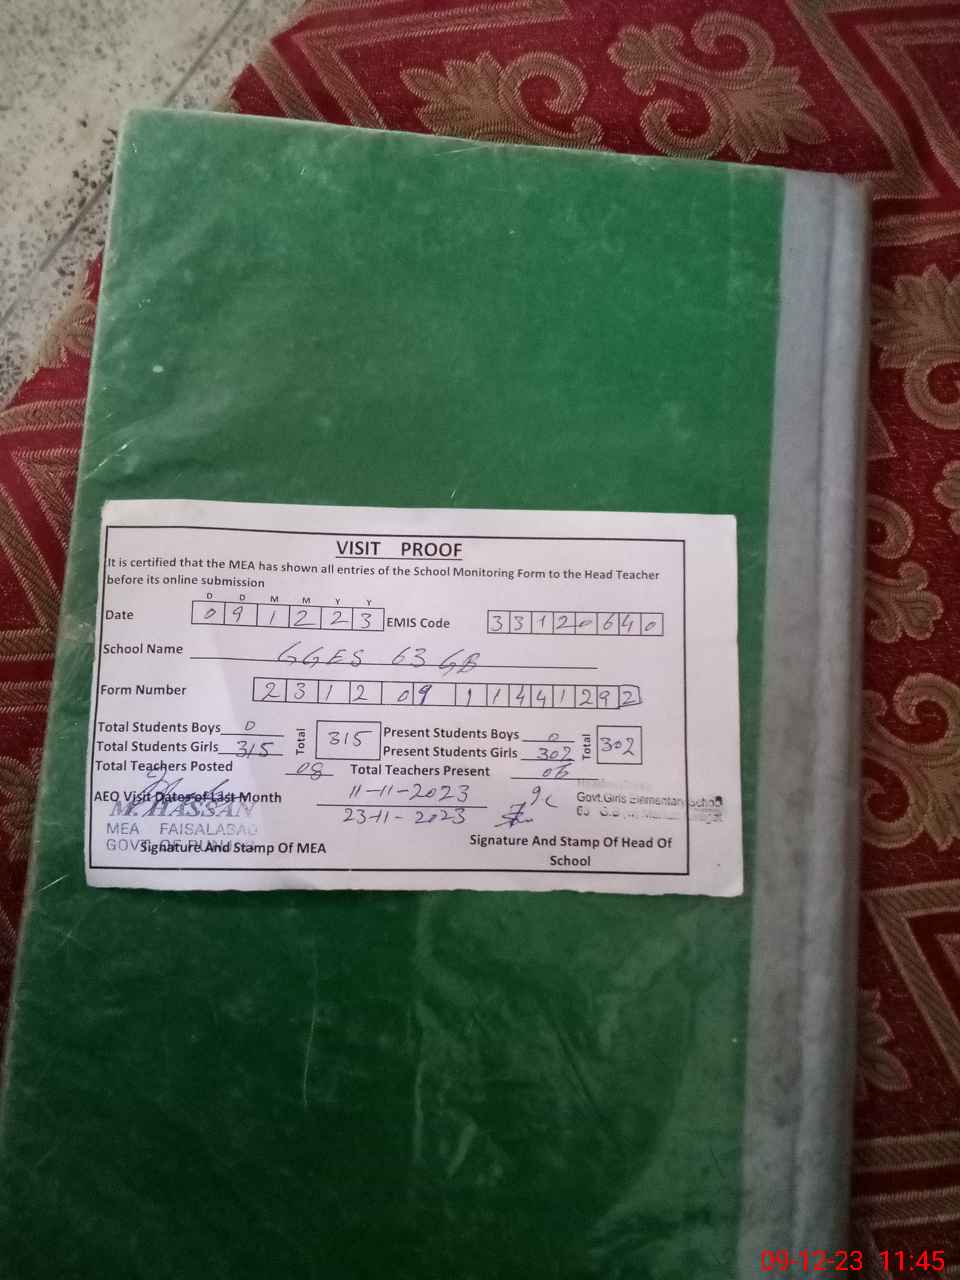 VISIT PROOF
It is certified that the MEA has shown all entries of the School Monitoring Form to the Head Teacher
before its online submission
D D M M Y Y
Date 0 9 1 2 2 3 EMIS Code 3 3 1 2 0 6 4 0
School Name GGES 63 GB
Form Number 2 3 1 2 0 9 1 1 4 4 1 2 9 2
Total Students Boys 0 Total 315 Present Students Boys 0 Total 302
Total Students Girls 315 Present Students Girls 302
Total Teachers Posted 08 Total Teachers Present 06
AEO Visit Dates of Last Month 11-11-2023
23-11-2023
Govt.Girls Elementary School
M. HASSAN
MEA FAISALABAD
Signature And Stamp Of MEA
Signature And Stamp Of Head Of
School
09-12-23 11:45